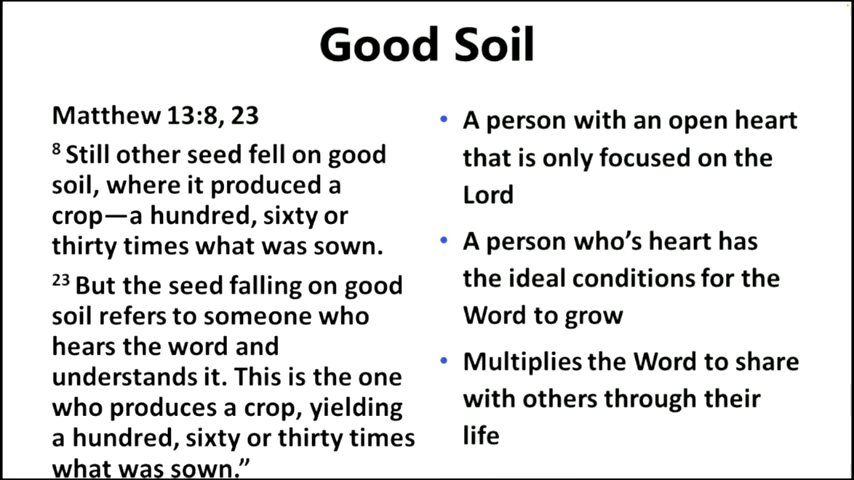 Good Soil
Matthew 13:8, 23
⁸ Still other seed fell on good
soil, where it produced a
crop—a hundred, sixty or
thirty times what was sown.
²³ But the seed falling on good
soil refers to someone who
hears the word and
understands it. This is the one
who produces a crop, yielding
a hundred, sixty or thirty times
what was sown.”
• A person with an open heart
that is only focused on the
Lord
• A person who’s heart has
the ideal conditions for the
Word to grow
• Multiplies the Word to share
with others through their
life